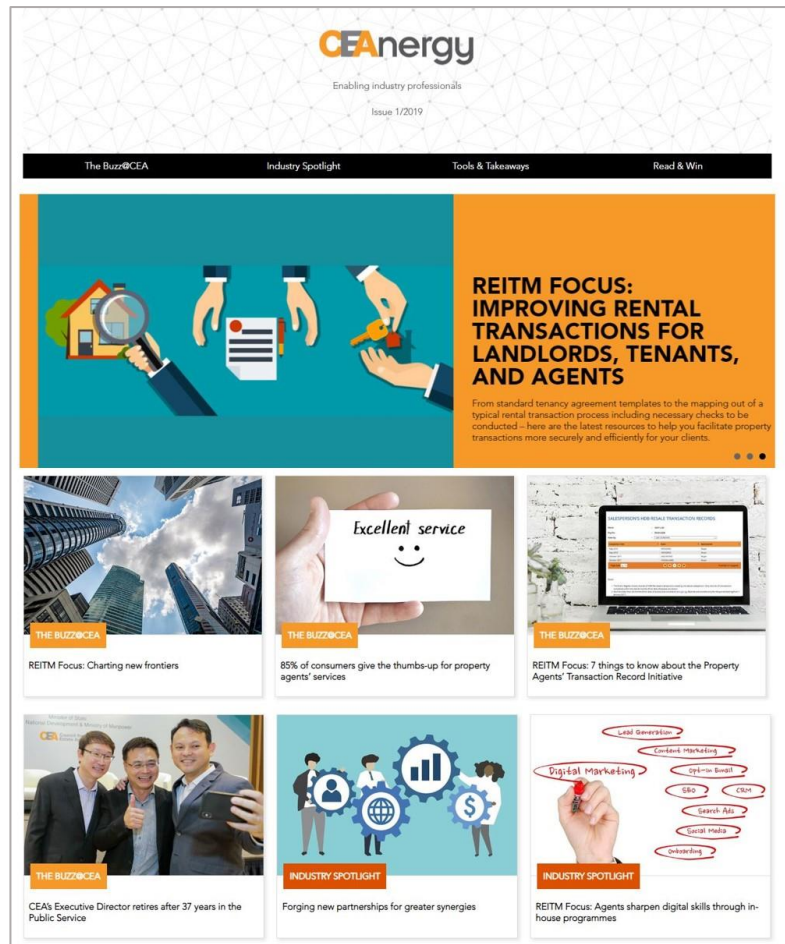 CEAnergy
Enabling industry professionals
Issue 1/2019
The Buzz@CEA
Industry Spotlight
Tools & Takeaways
Read & Win
REITM FOCUS:
IMPROVING RENTAL
TRANSACTIONS FOR
LANDLORDS, TENANTS,
AND AGENTS
From standard tenancy agreement templates to the mapping out of a
typical rental transaction process including necessary checks to be
conducted – here are the latest resources to help you facilitate property
transactions more securely and efficiently for your clients.
Excellent service
SALESPERSON'S HDB RESALE TRANSACTION RECORDS
THE BUZZ@CEA
THE BUZZ@CEA
THE BUZZ@CEA
REITM Focus: Charting new frontiers
85% of consumers give the thumbs-up for property
agents' services
REITM Focus: 7 things to know about the Property
Agents' Transaction Record Initiative
National Development & Ministry of Manpower
CEA
Lead Generation
Content Marketing
Digital Marketing
Opt-in Email
SEO
CRM
Search Ads
Social Media
Onboarding
THE BUZZ@CEA
INDUSTRY SPOTLIGHT
INDUSTRY SPOTLIGHT
CEA's Executive Director retires after 37 years in the
Public Service
Forging new partnerships for greater synergies
REITM Focus: Agents sharpen digital skills through in-
house programmes